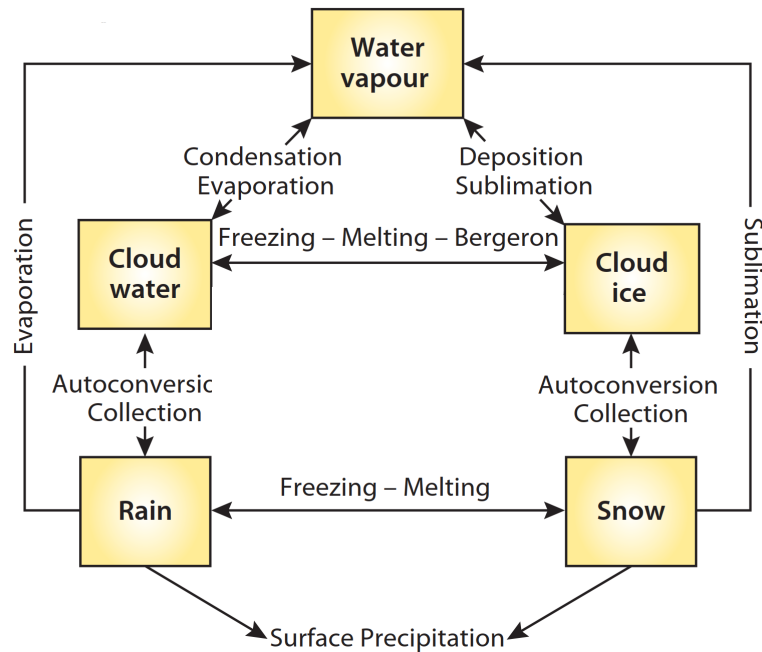 Water
vapour
Condensation
Evaporation
Deposition
Sublimation
Freezing – Melting – Bergeron
Cloud
water
Cloud
ice
Evaporation
Sublimation
Autoconversic
Collection
Autoconversion
Collection
Freezing – Melting
Rain
Snow
Surface Precipitation